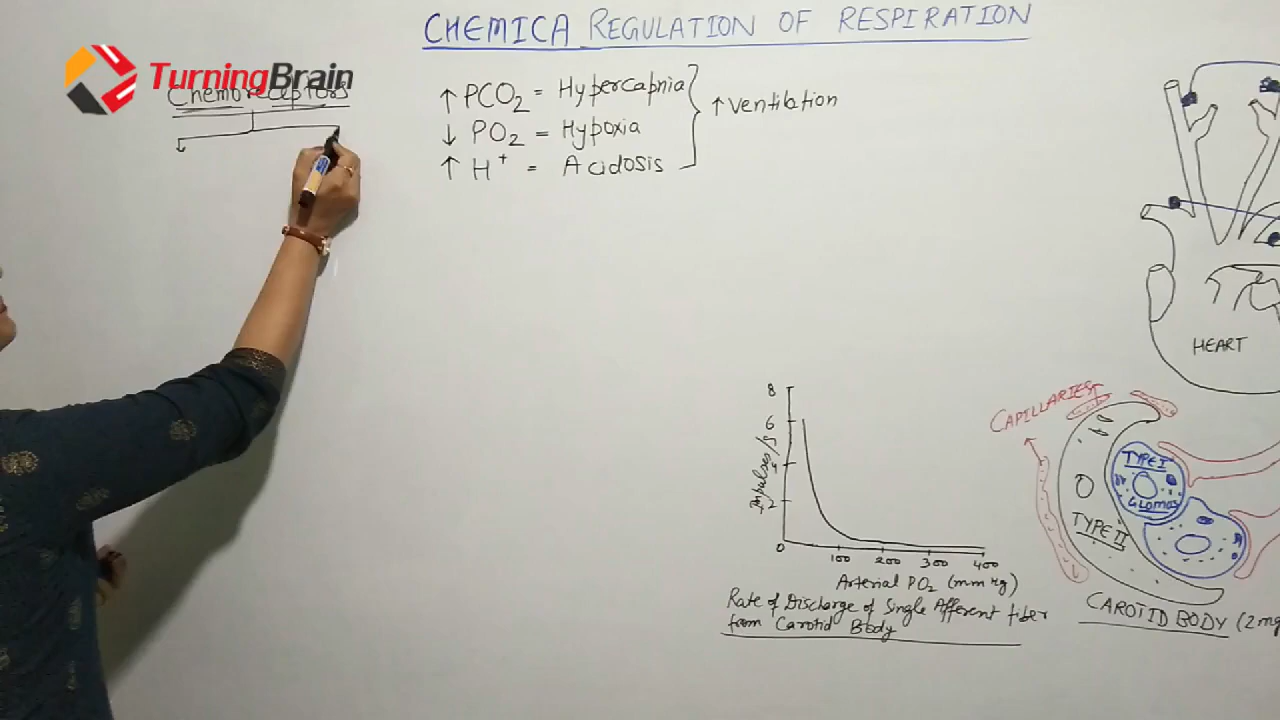 CHEMICA REGULATION OF RESPIRATION
TurningBrain
Chemoreceptors
↑ PCO2 = Hypercapnia
↓ PO2 = Hypoxia
↑ H+ = Acidosis
↑ Ventilation
HEART
8
6
2
0
Impulses/s
100 200 300 400
Arterial PO2 (mm Hg)
Rate of Discharge of Single Afferent fiber
from Carotid Body
CAPILLARIES
TYPE I
GLOMUS
TYPE II
CAROTID BODY (2mg